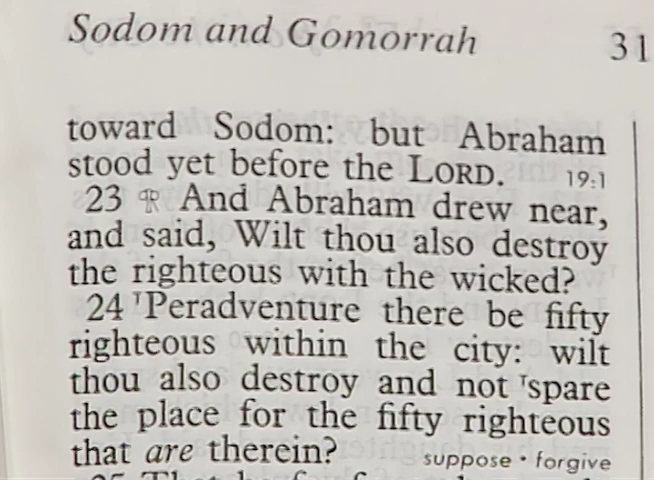 Sodom and Gomorrah 31
toward Sodom: but Abraham
stood yet before the LORD. 19:1
23 ℞ And Abraham drew near,
and said, Wilt thou also destroy
the righteous with the wicked?
24 ᵀPeradventure there be fifty
righteous within the city: wilt
thou also destroy and not ᵀspare
the place for the fifty righteous
that are therein? suppose · forgive